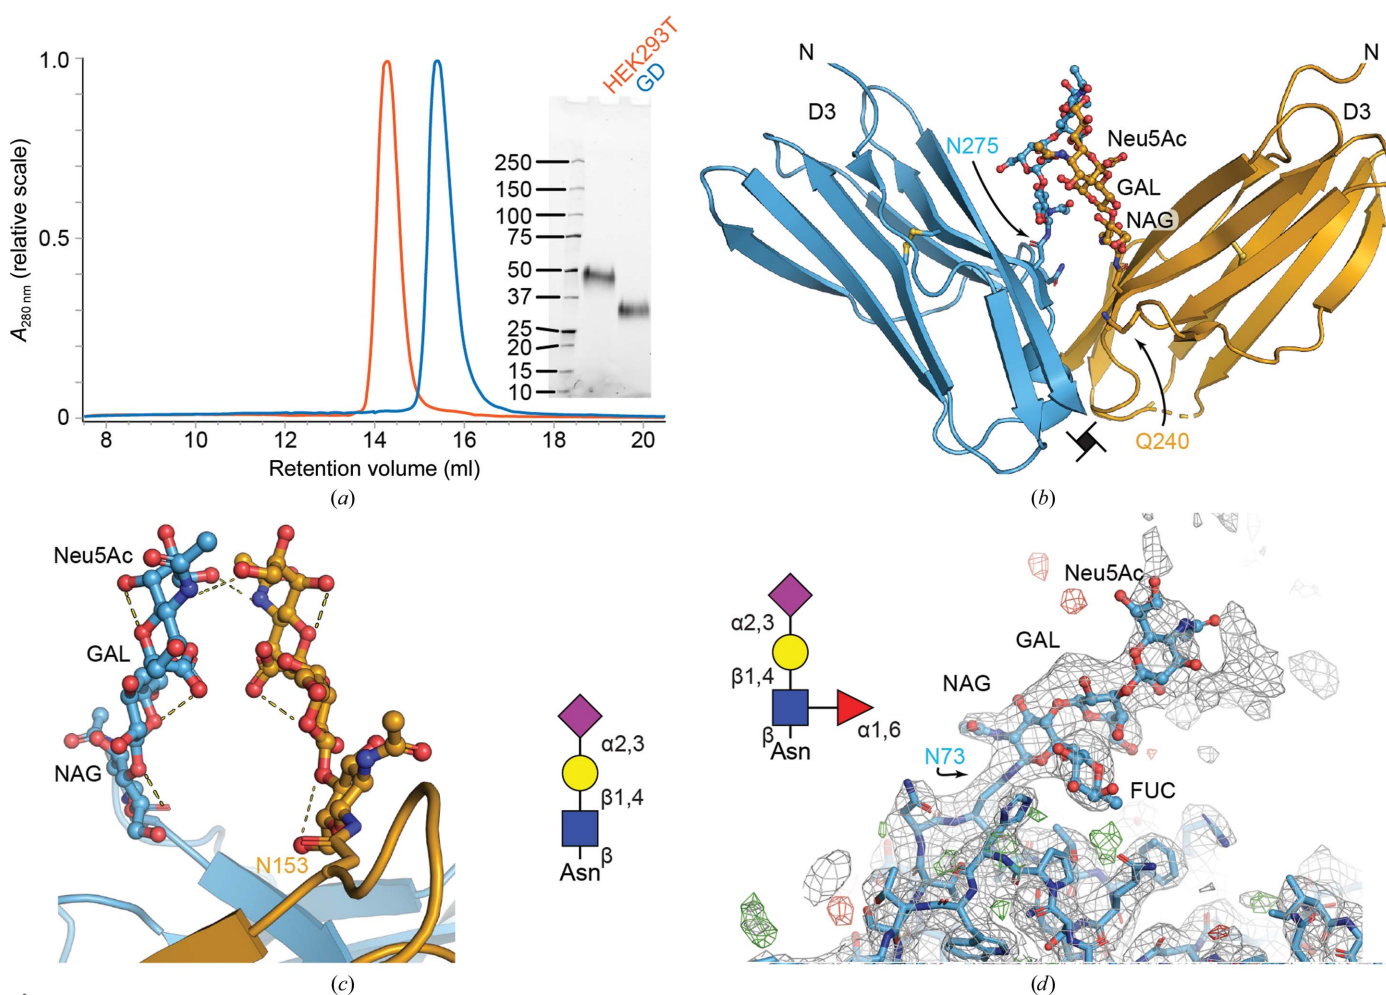 HEK293T
GD
1.0
0.5
0
A280 nm (relative scale)
250
150
100
75
50
37
25
20
15
10
8 10 12 14 16 18 20
Retention volume (ml)
(a)
N N
D3 D3
N275
Neu5Ac
GAL
NAG
Q240
(b)
Neu5Ac
GAL
NAG
N153
α2,3
β1,4
β
Asn
(c)
α2,3
β1,4
β
α1,6
Asn
Neu5Ac
GAL
NAG
N73
FUC
(d)